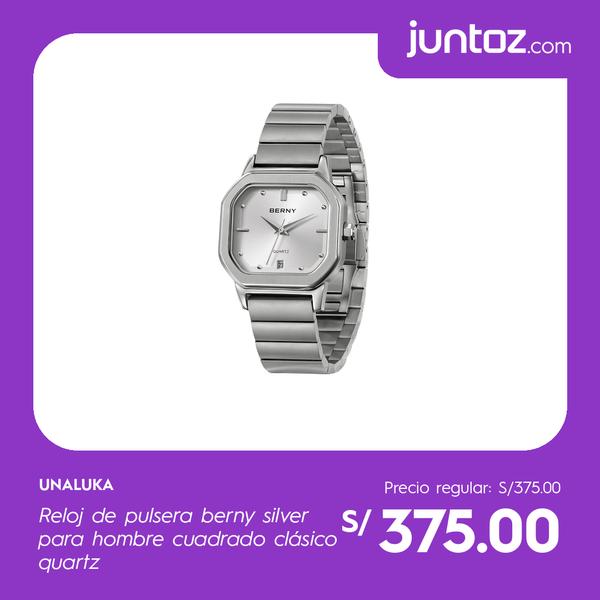 juntoz.com
BERNY
QUARTZ
UNALUKA
Precio regular: S/375.00
Reloj de pulsera berny silver
para hombre cuadrado clásico
quartz
S/ 375.00